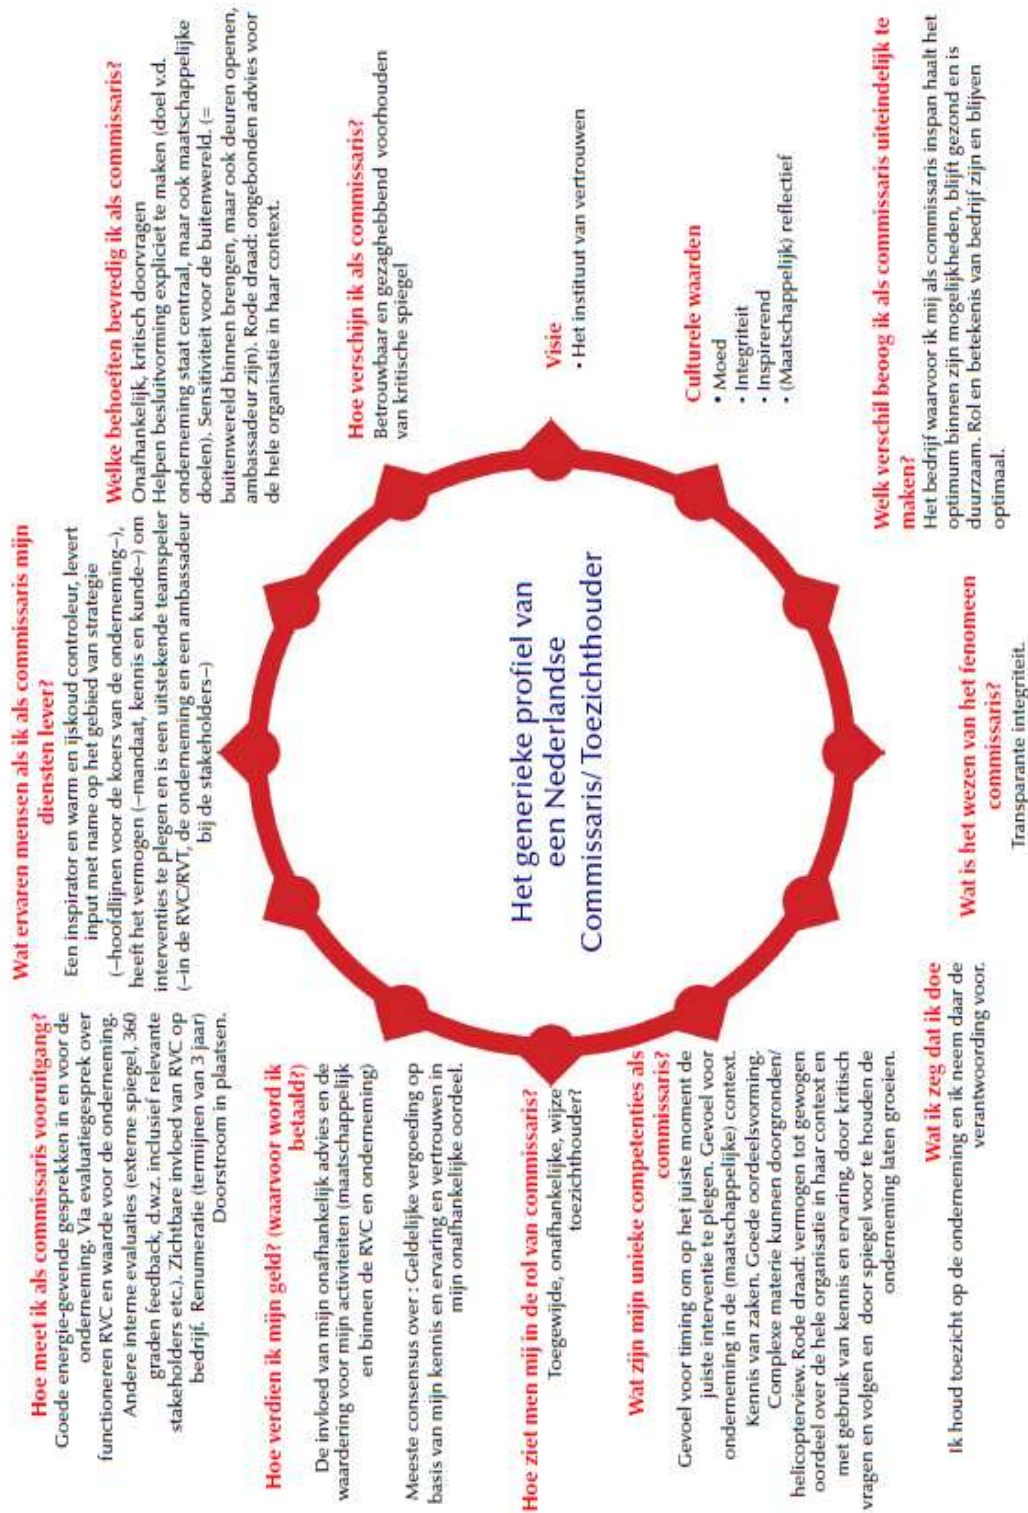 Wat ervaren mensen als ik als commissaris mijn
diensten lever?
Een inspirator en warm en ijskoud controleur, levert
input met name op het gebied van strategie
(–hoofdlijnen voor de koers van de onderneming–),
heeft het vermogen (–mandaat, kennis en kunde–) om
interventies te plegen en is een uitstekende teamspeler
(–in de RVC/RVT, de onderneming en een ambassadeur
bij de stakeholders–)
Welke behoeften bevredig ik als commissaris?
Onafhankelijk, kritisch doorvragen
Helpen besluitvorming expliciet te maken (doel v.d.
onderneming staat centraal, maar ook maatschappelijke
doelen). Sensitiviteit voor de buitenwereld. (=
buitenwereld binnen brengen, maar ook deuren openen,
ambassadeur zijn). Rode draad: ongebonden advies voor
de hele organisatie in haar context.
Hoe verschijn ik als commissaris?
Betrouwbaar en gezaghebbend voorhouden
van kritische spiegel
Visie
• Het instituut van vertrouwen
Culturele waarden
• Moed
• Integriteit
• Inspirerend
• (Maatschappelijk) reflectief
Welk verschil beoog ik als commissaris uiteindelijk te
maken?
Het bedrijf waarvoor ik mij als commissaris inspan haalt het
optimum binnen zijn mogelijkheden, blijft gezond en is
duurzaam. Rol en betekenis van bedrijf zijn en blijven
optimaal.
Wat is het wezen van het fenomeen
commissaris?
Transparante integriteit.
Wat ik zeg dat ik doe
Ik houd toezicht op de onderneming en ik neem daar de
verantwoording voor.
Wat zijn mijn unieke competenties als
commissaris?
Gevoel voor timing om op het juiste moment de
juiste interventie te plegen. Gevoel voor
onderneming in de (maatschappelijke) context.
Kennis van zaken. Goede oordeelsvorming.
Complexe materie kunnen doorgronden/
helicopterview. Rode draad: vermogen tot gewogen
oordeel over de hele organisatie in haar context en
met gebruik van kennis en ervaring, door kritisch
vragen en volgen en door spiegel voor te houden de
onderneming laten groeien.
Hoe ziet men mij in de rol van commissaris?
Toegewijde, onafhankelijke, wijze
toezichthouder?
Hoe verdien ik mijn geld? (waarvoor word ik
betaald?)
De invloed van mijn onafhankelijk advies en de
waardering voor mijn activiteiten (maatschappelijk
en binnen de RVC en onderneming)
Meeste consensus over : Geldelijke vergoeding op
basis van mijn kennis en ervaring en vertrouwen in
mijn onafhankelijke oordeel.
Hoe meet ik als commissaris vooruitgang?
Goede energie-gevende gesprekken in en voor de
onderneming. Via evaluatiegesprek over
functioneren RVC en waarde voor de onderneming.
Andere interne evaluaties (externe spiegel, 360
graden feedback, d.w.z. inclusief relevante
stakeholders etc.). Zichtbare invloed van RVC op
bedrijf. Renumeratie (termijnen van 3 jaar)
Doorstroom in plaatsen.
Het generieke profiel van
een Nederlandse
Commissaris/ Toezichthouder